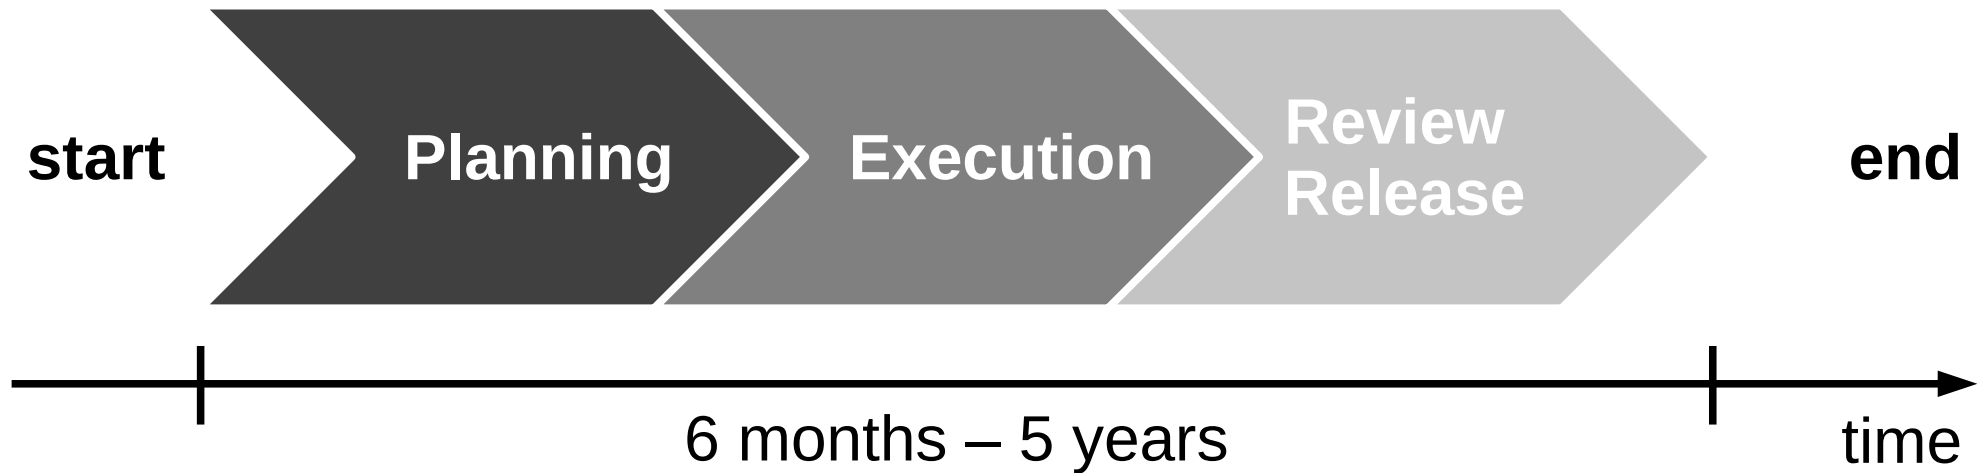 start
Planning
Execution
Review
Release
end
6 months – 5 years
time